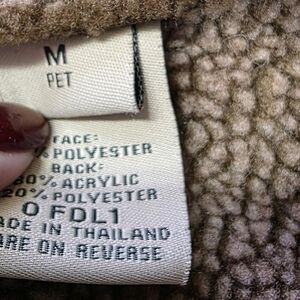 M
PET
FACE:
% POLYESTER
BACK:
80% ACRYLIC
20% POLYESTER
0 FDL1
ADE IN THAILAND
ARE ON REVERSE